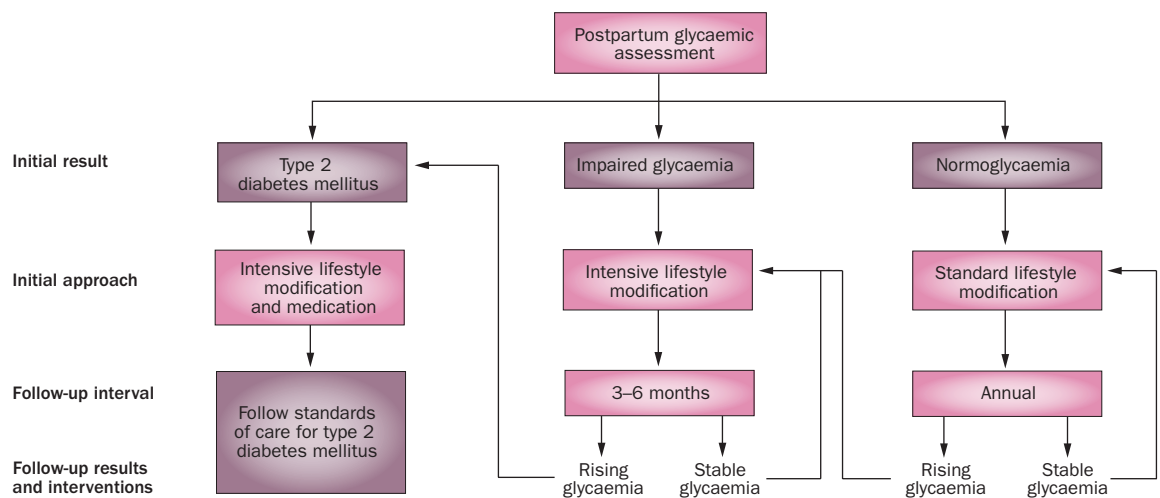 Postpartum glycaemic
assessment
Initial result
Type 2
diabetes mellitus
Impaired glycaemia
Normoglycaemia
Initial approach
Intensive lifestyle
modification
and medication
Intensive lifestyle
modification
Standard lifestyle
modification
Follow-up interval
3–6 months
Annual
Follow standards
of care for type 2
diabetes mellitus
Follow-up results
and interventions
Rising
glycaemia
Stable
glycaemia
Rising
glycaemia
Stable
glycaemia